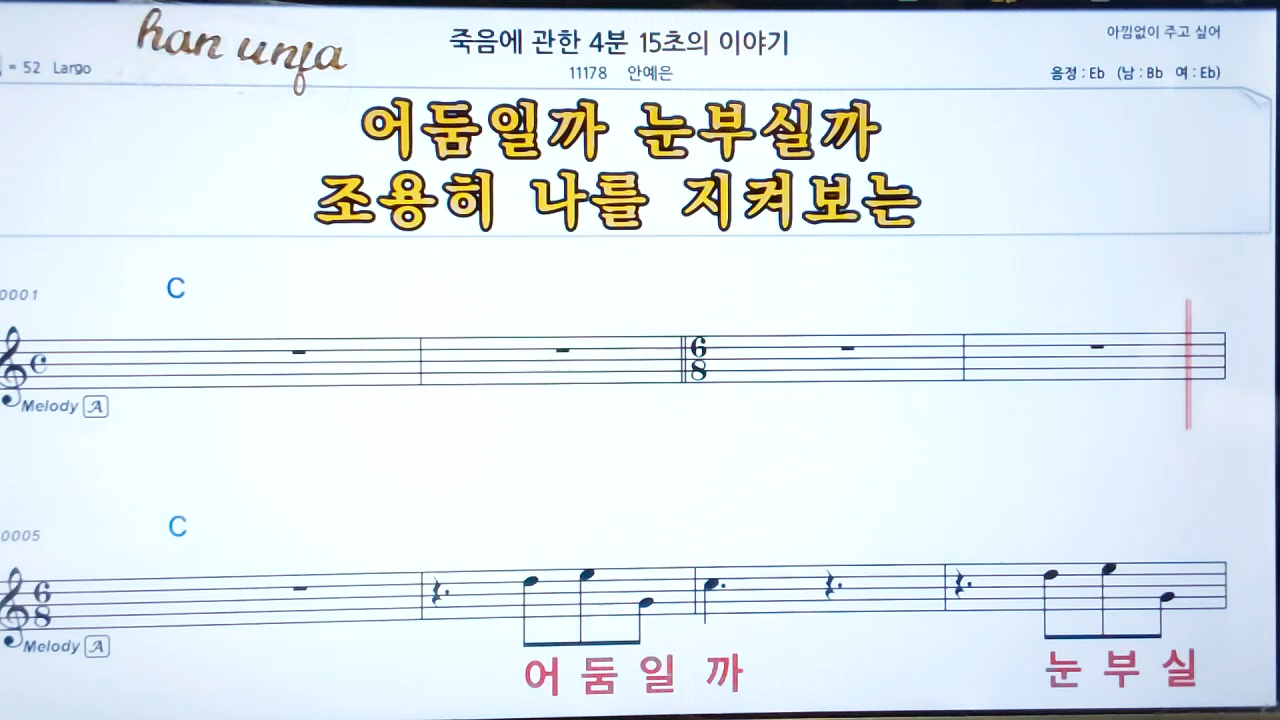 han unja
죽음에 관한 4분 15초의 이야기
아낌없이 주고 싶어
= 52 Largo
11178 안예은
음정 : Eb (남 : Bb 여 : Eb)
어둠일까 눈부실까
조용히 나를 지켜보는
0001
C
6
8
Melody A
0005
C
6
8
Melody A
어 둠 일 까 눈 부 실